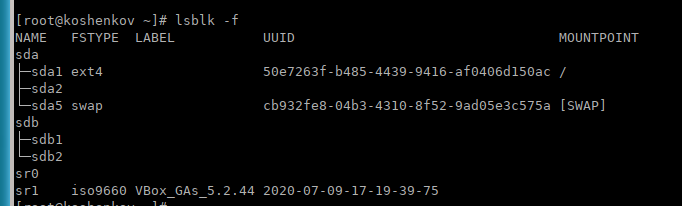 [root@koshenkov ~]# lsblk -f
NAME   FSTYPE  LABEL           UUID                                 MOUNTPOINT
sda
├─sda1 ext4                    50e7263f-b485-4439-9416-af0406d150ac /
├─sda2
└─sda5 swap                    cb932fe8-04b3-4310-8f52-9ad05e3c575a [SWAP]
sdb
├─sdb1
└─sdb2
sr0
sr1    iso9660 VBox_GAs_5.2.44 2020-07-09-17-19-39-75
[root@koshenkov ~]#